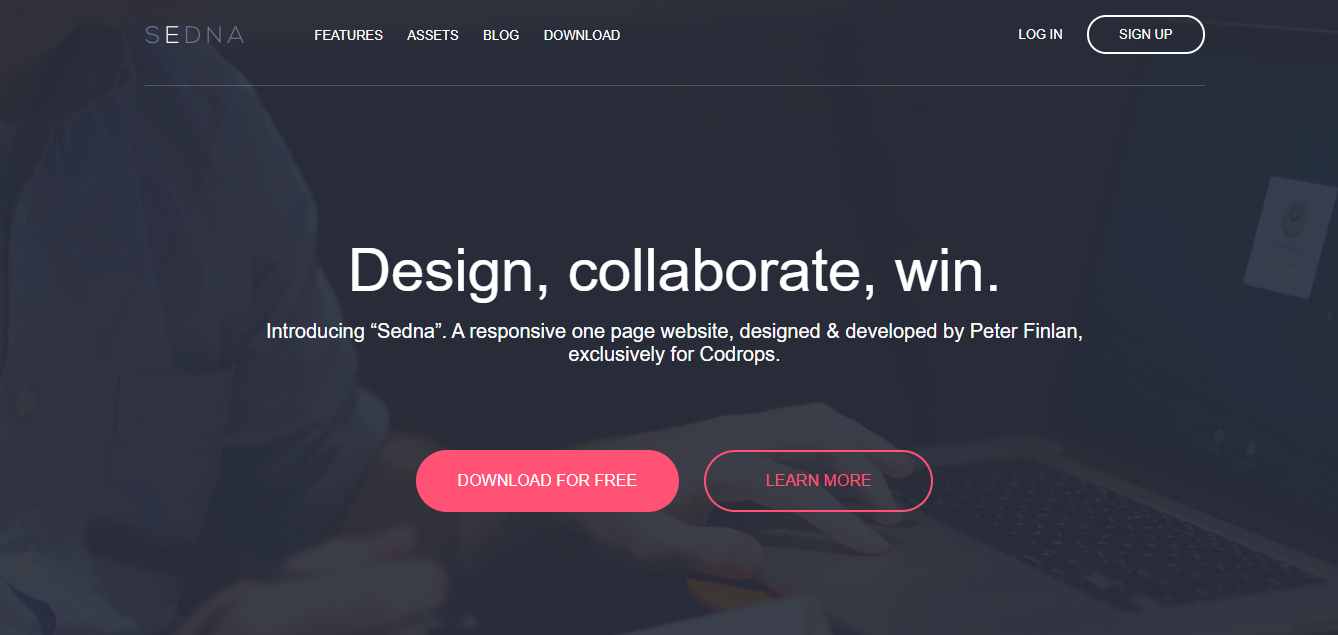 SEDNA FEATURES ASSETS BLOG DOWNLOAD LOG IN SIGN UP
Design, collaborate, win.
Introducing “Sedna”. A responsive one page website, designed & developed by Peter Finlan,
exclusively for Codrops.
DOWNLOAD FOR FREE LEARN MORE